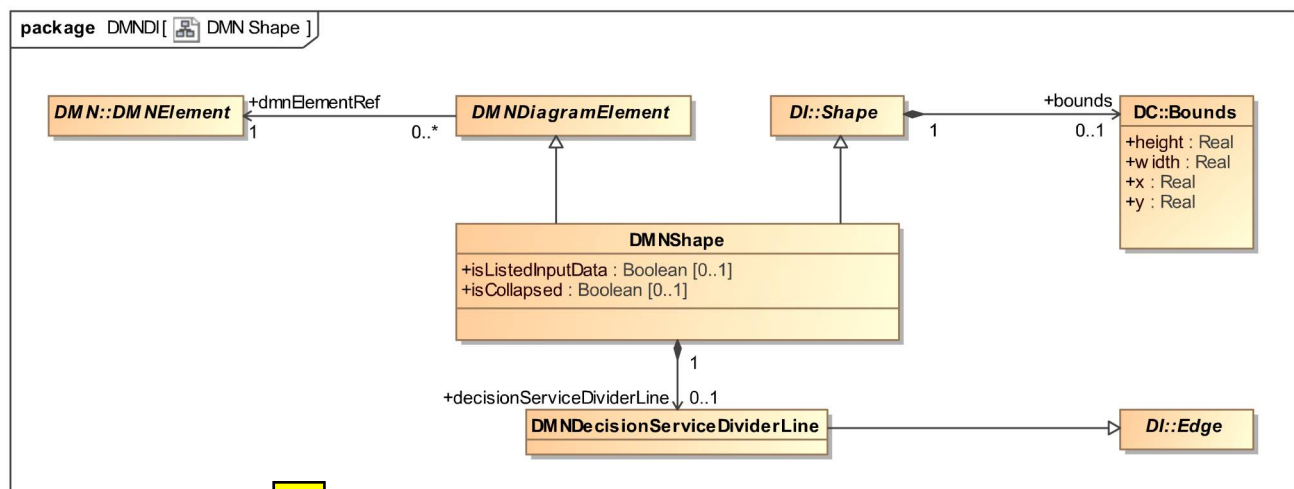 package DMNDI[ DMN Shape ]
DMN::DMNElement
+dmnElementRef
1
0..*
DMNDiagramElement
DI::Shape
1
+bounds
0..1
DC::Bounds
+height : Real
+width : Real
+x : Real
+y : Real
DMNShape
+isListedInputData : Boolean [0..1]
+isCollapsed : Boolean [0..1]
1
+decisionServiceDividerLine
0..1
DMNDecisionServiceDividerLine
DI::Edge